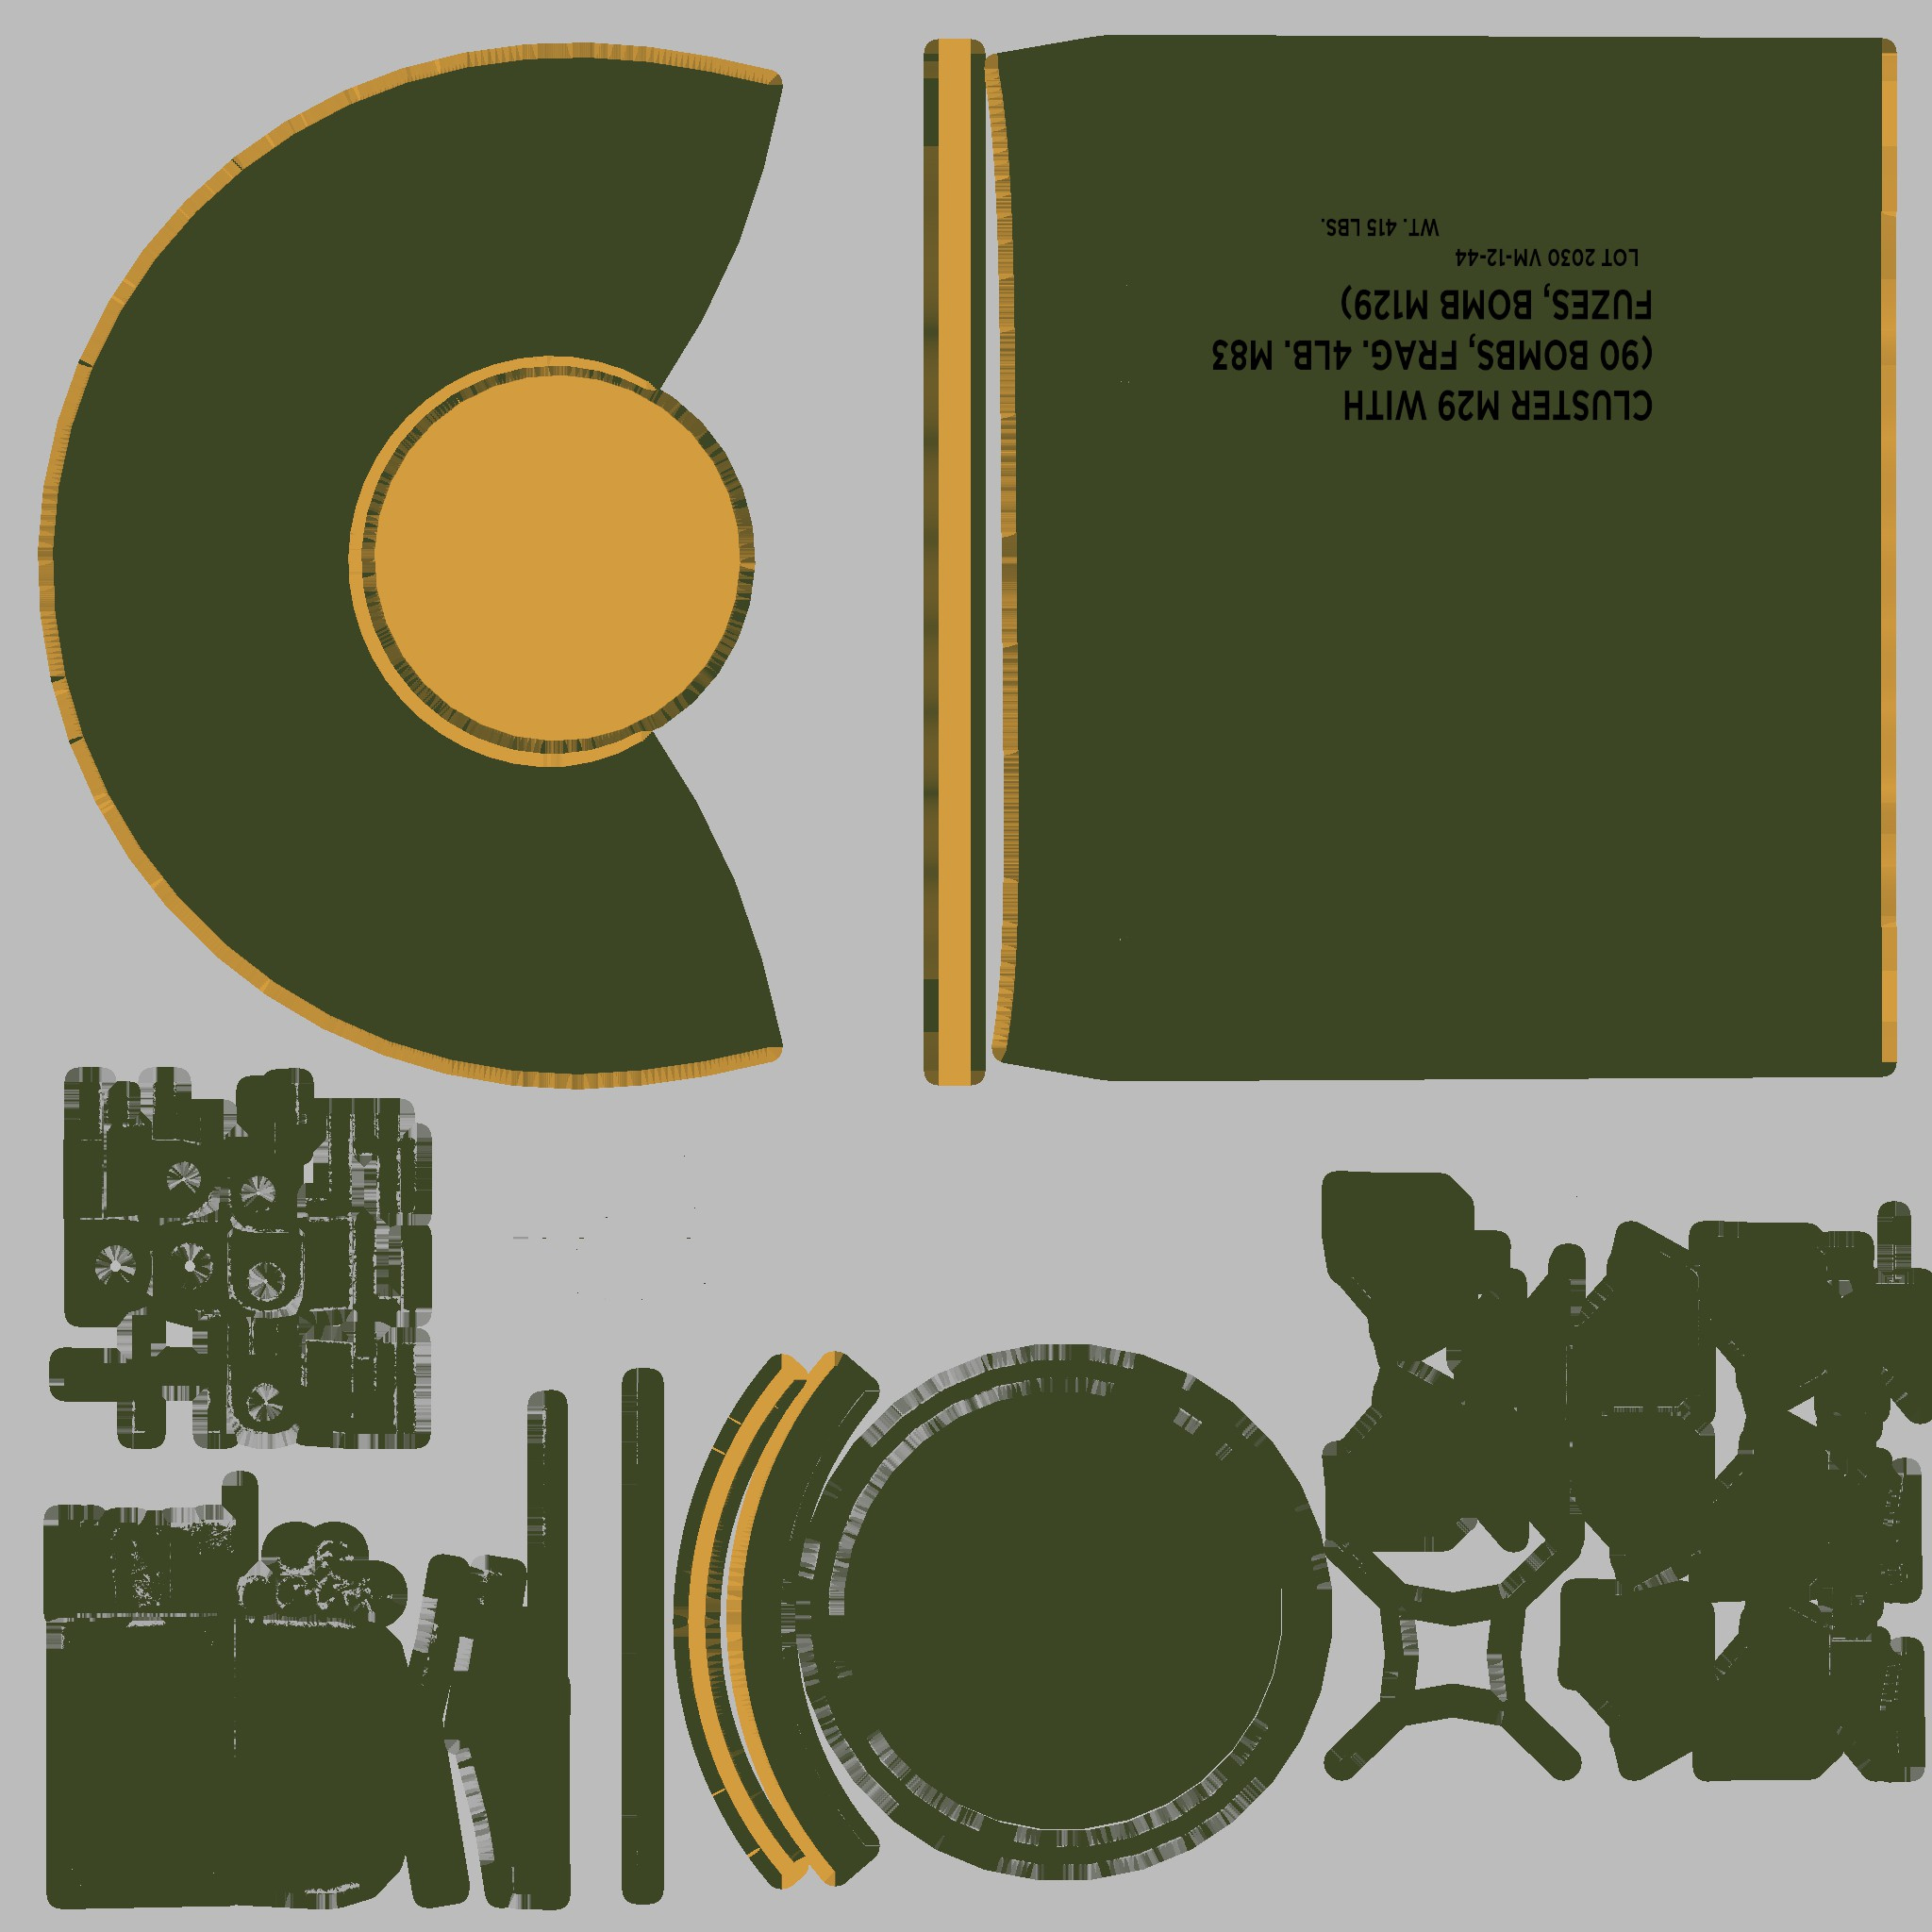 CLUSTER M29 WITH
(90 BOMBS, FRAG. 4LB. M83
FUZES, BOMB M129)
LOT 2030 VM-12-44
WT. 415 LBS.